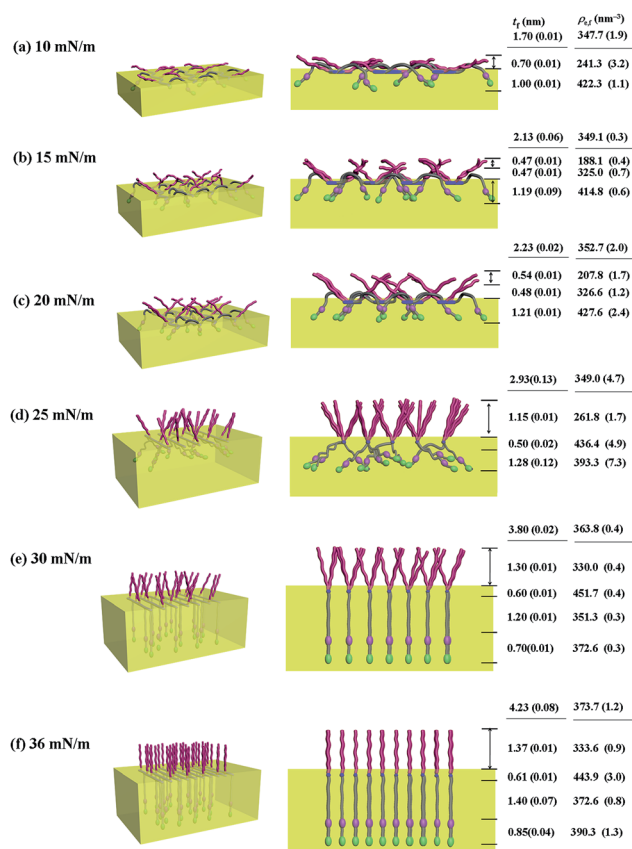 t_f (nm) ρ_e,f (nm⁻³)
1.70 (0.01) 347.7 (1.9)
(a) 10 mN/m
0.70 (0.01) 241.3 (3.2)
1.00 (0.01) 422.3 (1.1)
2.13 (0.06) 349.1 (0.3)
(b) 15 mN/m
0.47 (0.01) 188.1 (0.4)
0.47 (0.01) 325.0 (0.7)
1.19 (0.09) 414.8 (0.6)
2.23 (0.02) 352.7 (2.0)
0.54 (0.01) 207.8 (1.7)
(c) 20 mN/m
0.48 (0.01) 326.6 (1.2)
1.21 (0.01) 427.6 (2.4)
2.93(0.13) 349.0 (4.7)
(d) 25 mN/m
1.15 (0.01) 261.8 (1.7)
0.50 (0.02) 436.4 (4.9)
1.28 (0.12) 393.3 (7.3)
3.80 (0.02) 363.8 (0.4)
(e) 30 mN/m
1.30 (0.01) 330.0 (0.4)
0.60 (0.01) 451.7 (0.4)
1.20 (0.01) 351.3 (0.3)
0.70(0.01) 372.6 (0.3)
4.23 (0.08) 373.7 (1.2)
(f) 36 mN/m
1.37 (0.01) 333.6 (0.9)
0.61 (0.01) 443.9 (3.0)
1.40 (0.07) 372.6 (0.8)
0.85(0.04) 390.3 (1.3)